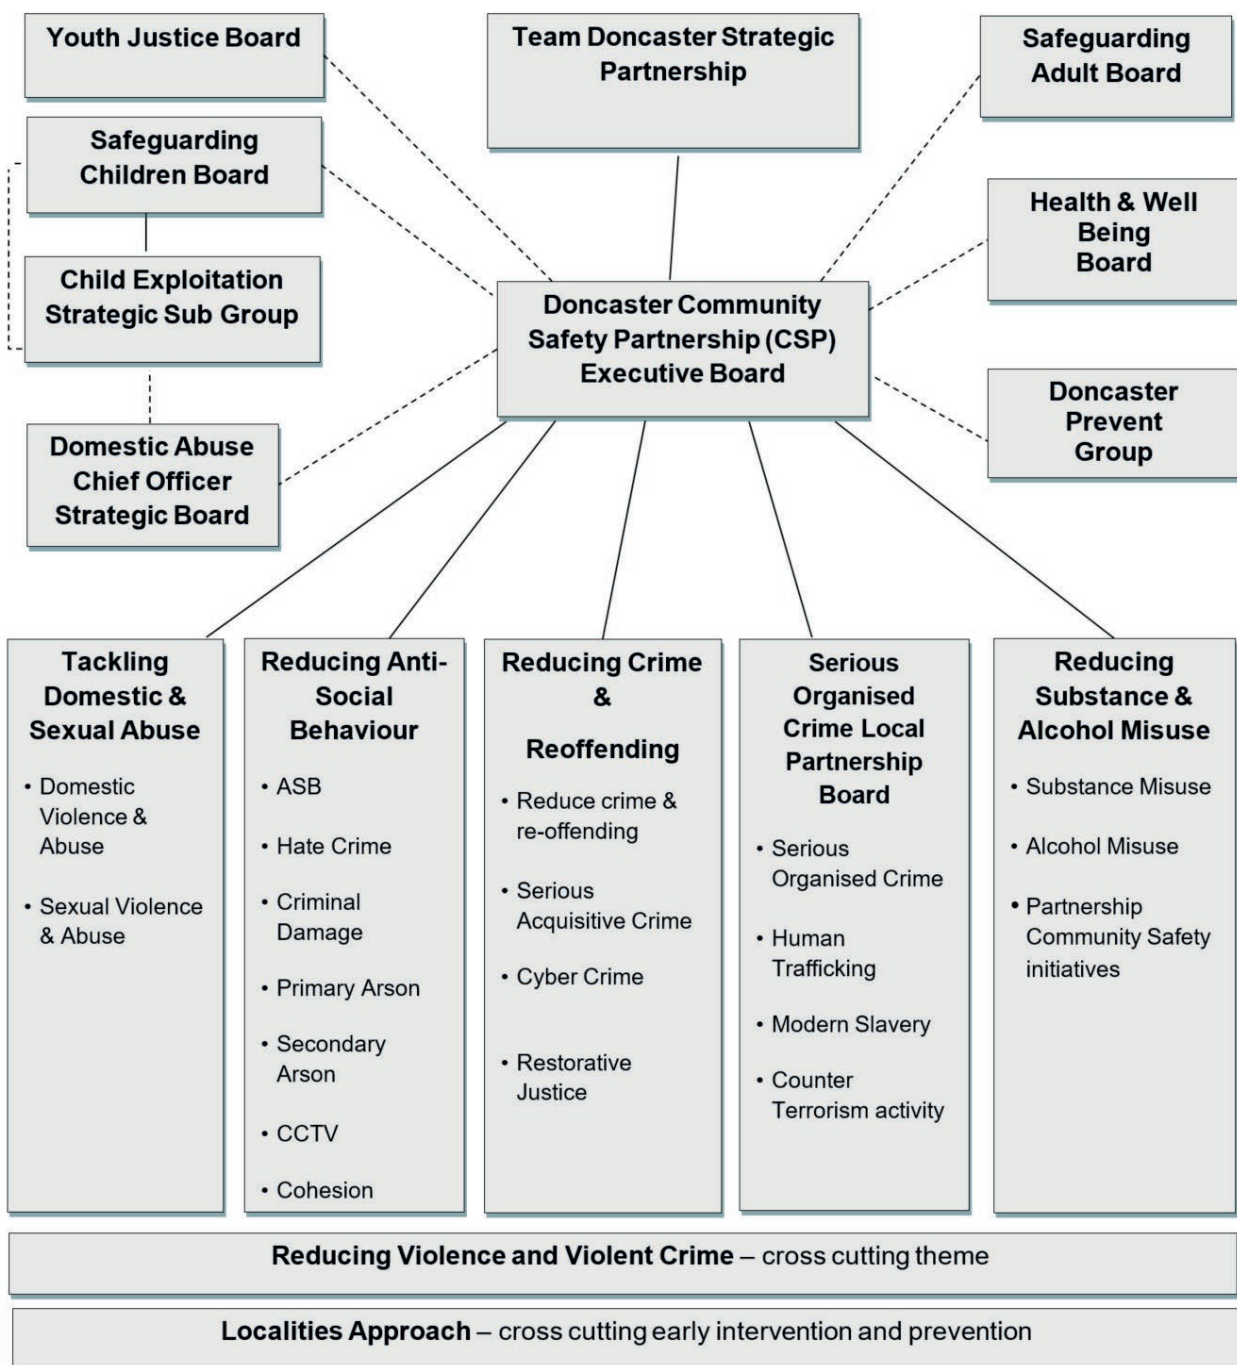 Youth Justice Board
Team Doncaster Strategic
Partnership
Safeguarding
Adult Board
Safeguarding
Children Board
Health & Well
Being
Board
Child Exploitation
Strategic Sub Group
Doncaster Community
Safety Partnership (CSP)
Executive Board
Doncaster
Prevent
Group
Domestic Abuse
Chief Officer
Strategic Board
Tackling
Domestic &
Sexual Abuse
• Domestic
Violence &
Abuse
• Sexual Violence
& Abuse
Reducing Anti-
Social
Behaviour
• ASB
• Hate Crime
• Criminal
Damage
• Primary Arson
• Secondary
Arson
• CCTV
• Cohesion
Reducing Crime
&
Reoffending
• Reduce crime &
re-offending
• Serious
Acquisitive Crime
• Cyber Crime
• Restorative
Justice
Serious
Organised
Crime Local
Partnership
Board
• Serious
Organised Crime
• Human
Trafficking
• Modern Slavery
• Counter
Terrorism activity
Reducing
Substance &
Alcohol Misuse
• Substance Misuse
• Alcohol Misuse
• Partnership
Community Safety
initiatives
Reducing Violence and Violent Crime – cross cutting theme
Localities Approach – cross cutting early intervention and prevention